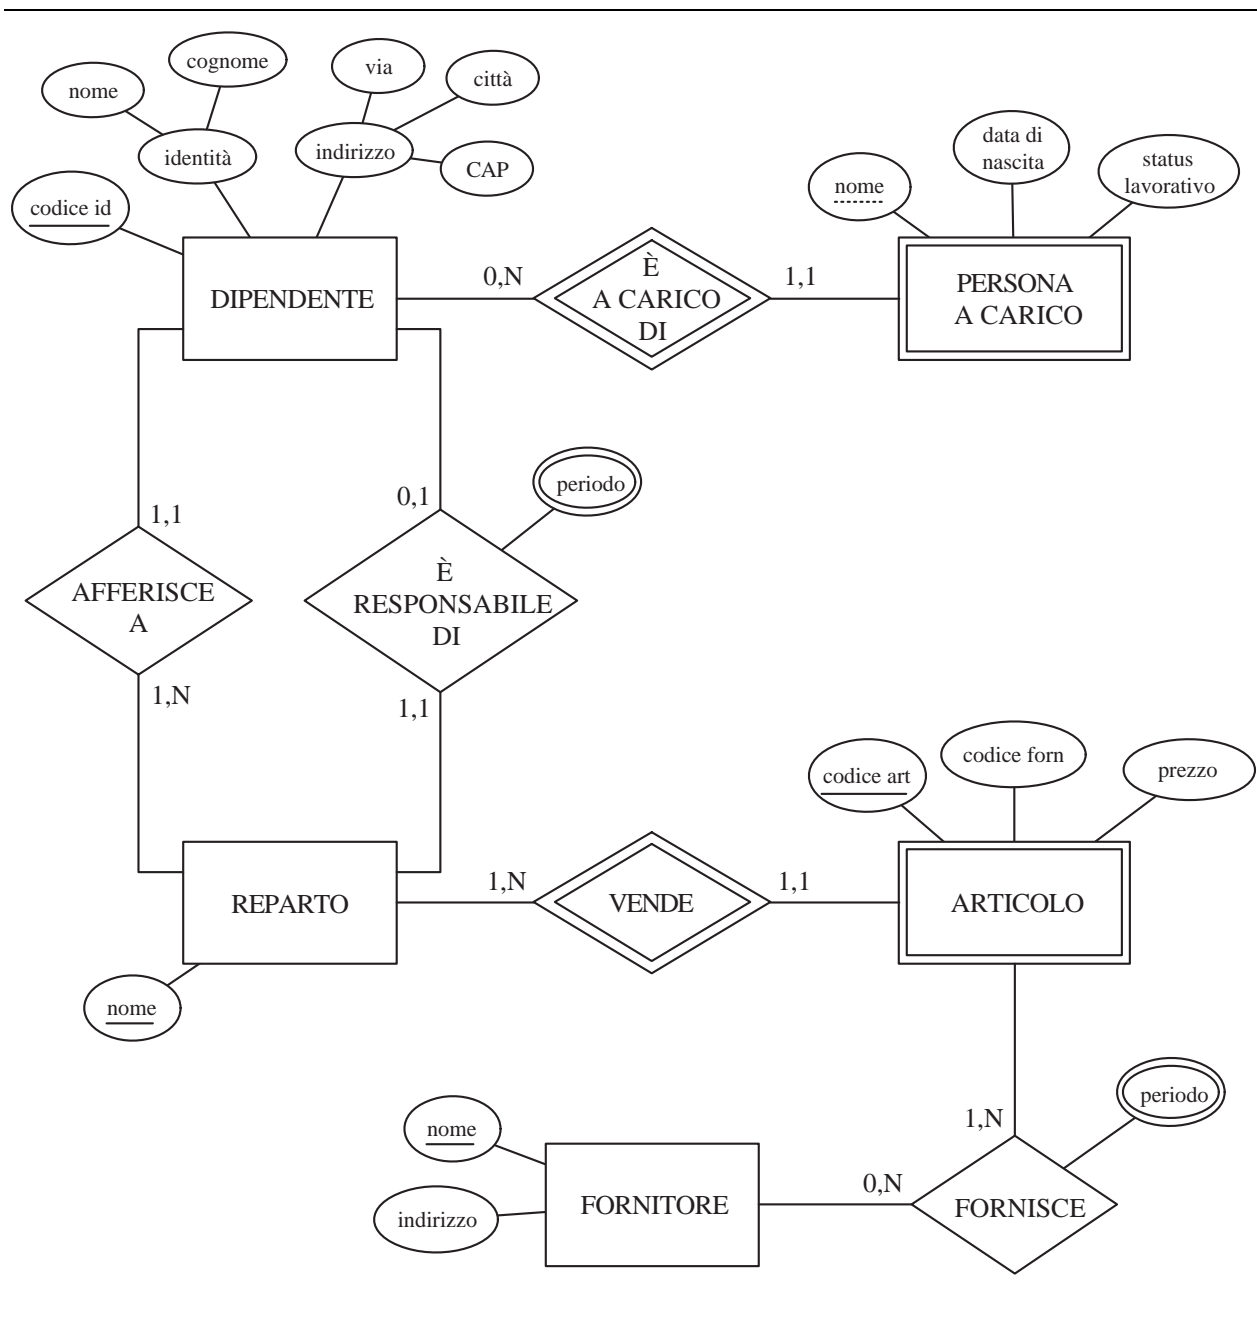 cognome
via
città
nome
identità
indirizzo
CAP
codice id
data di
nascita
status
lavorativo
nome
DIPENDENTE
0,N
È
A CARICO
DI
1,1
PERSONA
A CARICO
periodo
0,1
1,1
AFFERISCE
A
È
RESPONSABILE
DI
1,N
1,1
codice art
codice forn
prezzo
REPARTO
1,N
VENDE
1,1
ARTICOLO
nome
periodo
nome
1,N
indirizzo
FORNITORE
0,N
FORNISCE